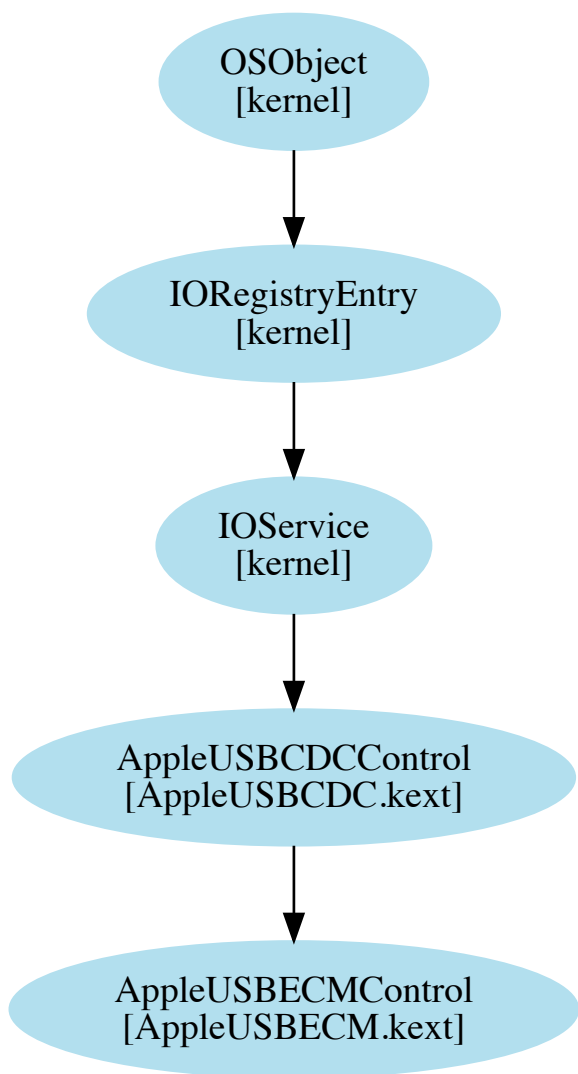 OSObject
[kernel]
IORegistryEntry
[kernel]
IOService
[kernel]
AppleUSBCDCControl
[AppleUSBCDC.kext]
AppleUSBECMControl
[AppleUSBECM.kext]